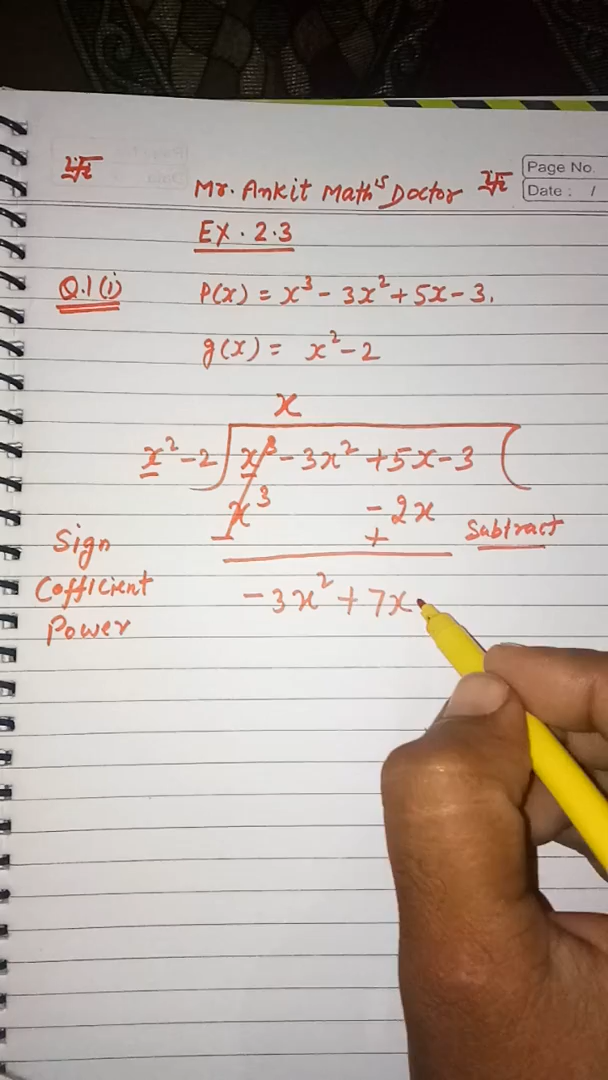 Page No.
Date : /
Mr. Ankit Math's Doctor
EX. 2.3
Q.1(i) P(x) = x³ - 3x² + 5x - 3.
g(x) = x² - 2
x
x² - 2 x³ - 3x² + 5x - 3
x³ - 2x
- + Subtract
Sign
Cofficient
Power
- 3x² + 7x